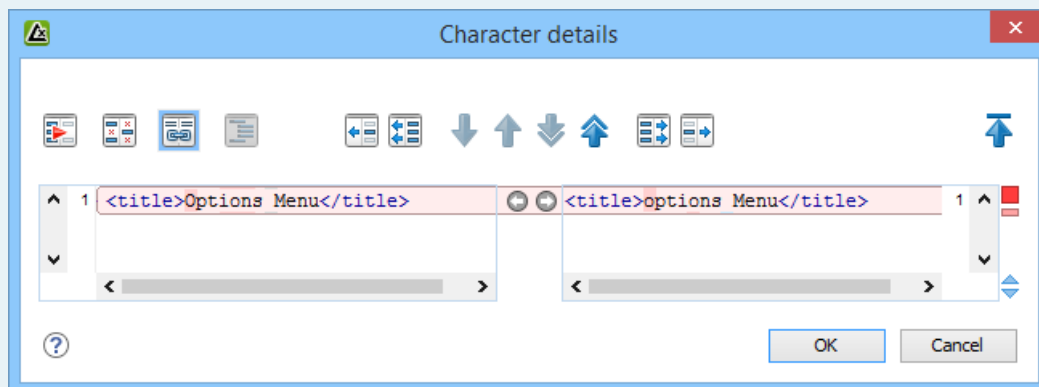 Character details
1 <title>Options Menu</title>
<title>options Menu</title> 1
OK
Cancel